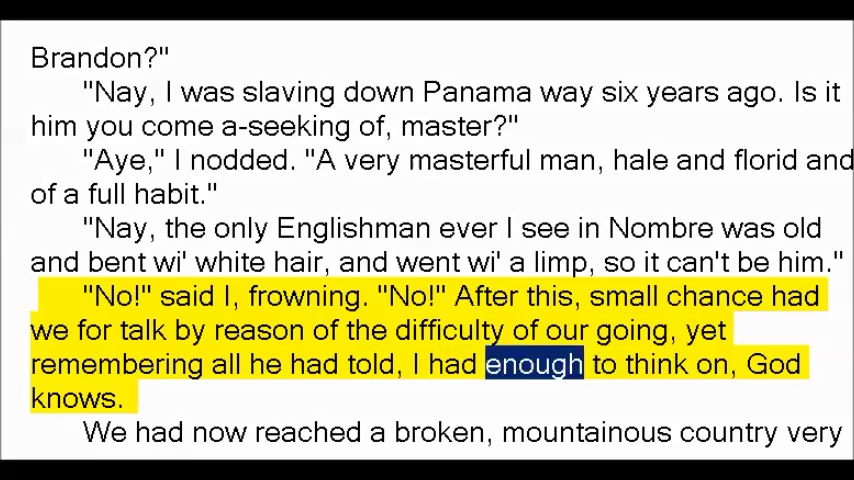 Brandon?"
"Nay, I was slaving down Panama way six years ago. Is it
him you come a-seeking of, master?"
"Aye," I nodded. "A very masterful man, hale and florid and
of a full habit."
"Nay, the only Englishman ever I see in Nombre was old
and bent wi' white hair, and went wi' a limp, so it can't be him."
"No!" said I, frowning. "No!" After this, small chance had
we for talk by reason of the difficulty of our going, yet
remembering all he had told, I had enough to think on, God
knows.
We had now reached a broken, mountainous country very